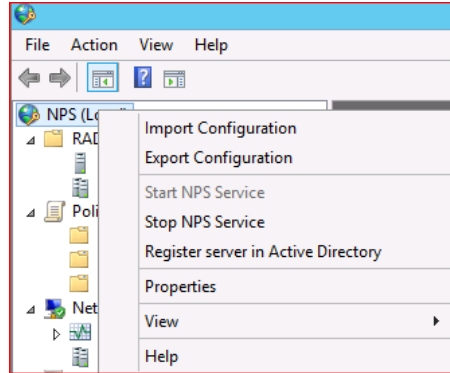 File Action View Help
NPS (L
Import Configuration
RAD
Export Configuration
Start NPS Service
Poli
Stop NPS Service
Register server in Active Directory
Properties
Net
View
Help